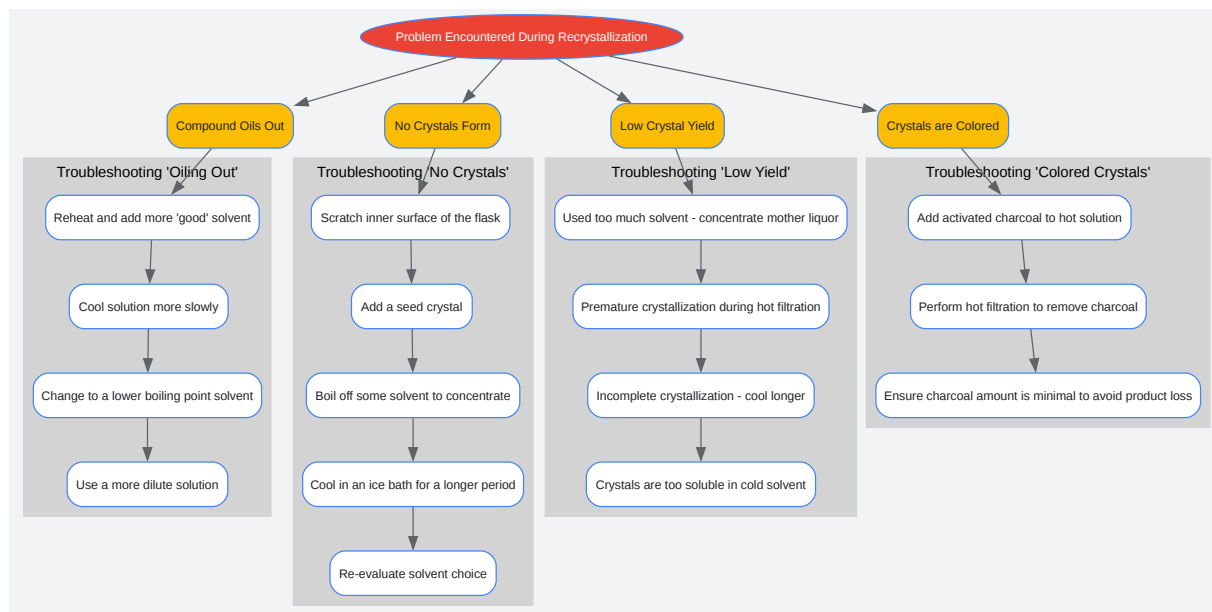 Problem Encountered During Recrystallization
Compound Oils Out
No Crystals Form
Low Crystal Yield
Crystals are Colored
Troubleshooting 'Oiling Out'
Reheat and add more 'good' solvent
Cool solution more slowly
Change to a lower boiling point solvent
Use a more dilute solution
Troubleshooting 'No Crystals'
Scratch inner surface of the flask
Add a seed crystal
Boil off some solvent to concentrate
Cool in an ice bath for a longer period
Re-evaluate solvent choice
Troubleshooting 'Low Yield'
Used too much solvent - concentrate mother liquor
Premature crystallization during hot filtration
Incomplete crystallization - cool longer
Crystals are too soluble in cold solvent
Troubleshooting 'Colored Crystals'
Add activated charcoal to hot solution
Perform hot filtration to remove charcoal
Ensure charcoal amount is minimal to avoid product loss